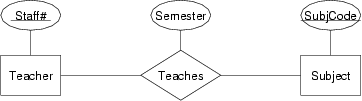 Staff#
Semester
SubjCode
Teacher
Teaches
Subject